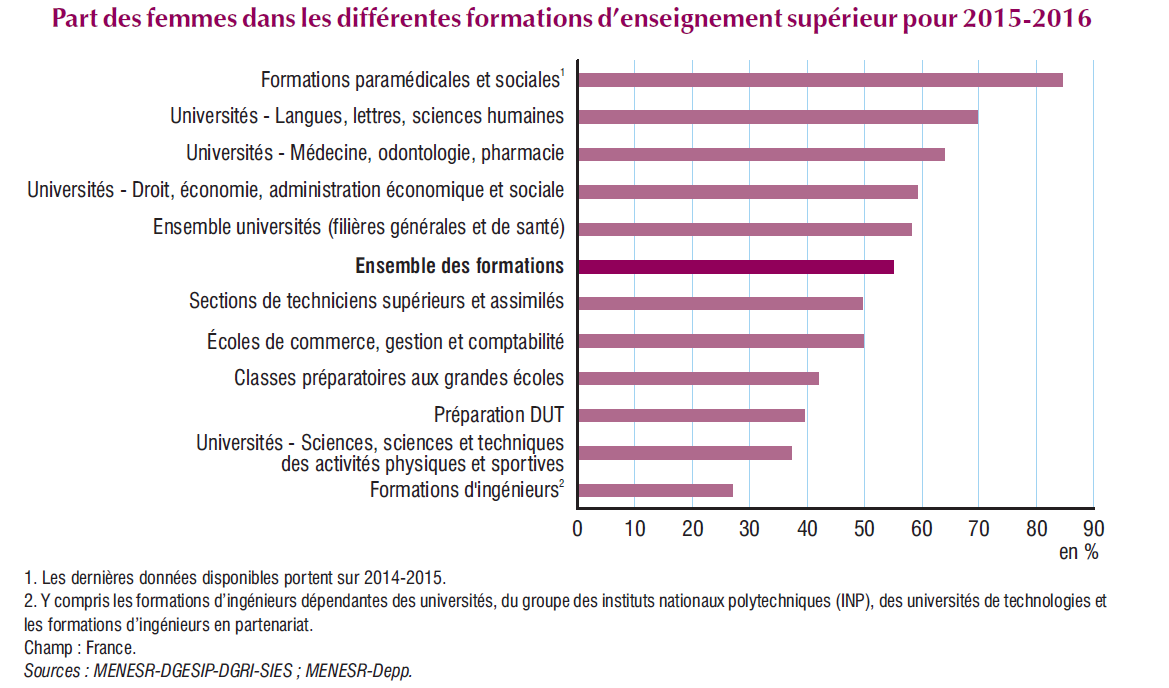 Part des femmes dans les différentes formations d’enseignement supérieur pour 2015-2016
Formations paramédicales et sociales¹
Universités - Langues, lettres, sciences humaines
Universités - Médecine, odontologie, pharmacie
Universités - Droit, économie, administration économique et sociale
Ensemble universités (filières générales et de santé)
Ensemble des formations
Sections de techniciens supérieurs et assimilés
Écoles de commerce, gestion et comptabilité
Classes préparatoires aux grandes écoles
Préparation DUT
Universités - Sciences, sciences et techniques
des activités physiques et sportives
Formations d'ingénieurs²
0 10 20 30 40 50 60 70 80 90
en %
1. Les dernières données disponibles portent sur 2014-2015.
2. Y compris les formations d’ingénieurs dépendantes des universités, du groupe des instituts nationaux polytechniques (INP), des universités de technologies et
les formations d’ingénieurs en partenariat.
Champ : France.
Sources : MENESR-DGESIP-DGRI-SIES ; MENESR-Depp.